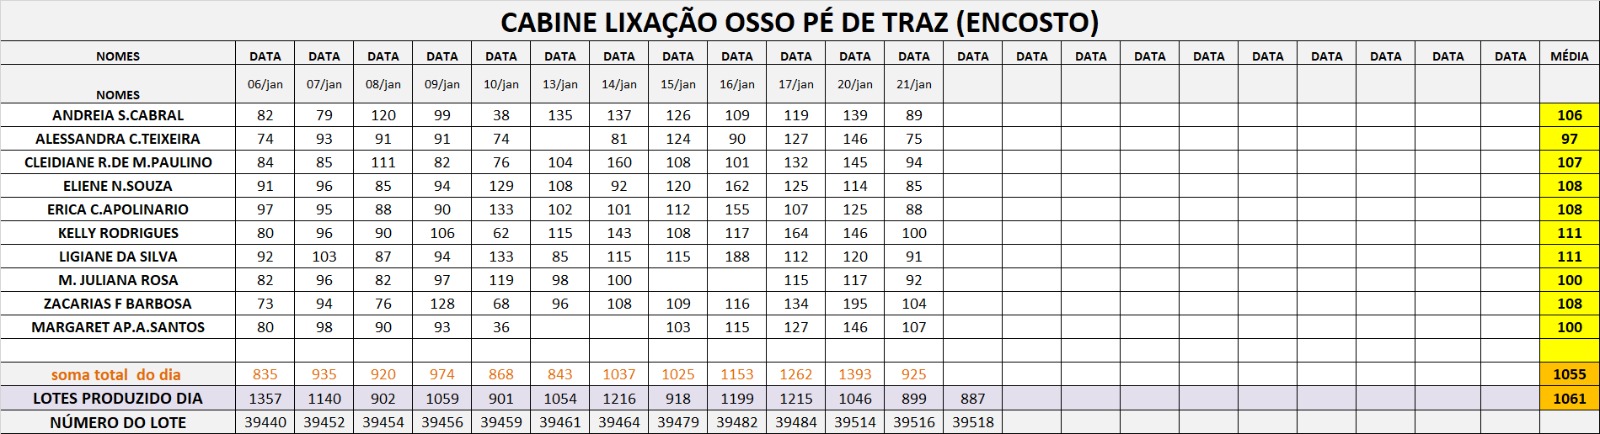 CABINE LIXAÇÃO OSSO PÉ DE TRAZ (ENCOSTO)
NOMES DATA DATA DATA DATA DATA DATA DATA DATA DATA DATA DATA DATA DATA DATA DATA DATA DATA DATA DATA DATA DATA DATA MÉDIA
NOMES 06/jan 07/jan 08/jan 09/jan 10/jan 13/jan 14/jan 15/jan 16/jan 17/jan 20/jan 21/jan
ANDREIA S.CABRAL 82 79 120 99 38 135 137 126 109 119 139 89 106
ALESSANDRA C.TEIXEIRA 74 93 91 91 74 81 124 90 127 146 75 97
CLEIDIANE R.DE M.PAULINO 84 85 111 82 76 104 160 108 101 132 145 94 107
ELIENE N.SOUZA 91 96 85 94 129 108 92 120 162 125 114 85 108
ERICA C.APOLINARIO 97 95 88 90 133 102 101 112 155 107 125 88 108
KELLY RODRIGUES 80 96 90 106 62 115 143 108 117 164 146 100 111
LIGIANE DA SILVA 92 103 87 94 133 85 115 115 188 112 120 91 111
M. JULIANA ROSA 82 96 82 97 119 98 100 115 117 92 100
ZACARIAS F BARBOSA 73 94 76 128 68 96 108 109 116 134 195 104 108
MARGARET AP.A.SANTOS 80 98 90 93 36 103 115 127 146 107 100
soma total do dia 835 935 920 974 868 843 1037 1025 1153 1262 1393 925 1055
LOTES PRODUZIDO DIA 1357 1140 902 1059 901 1054 1216 918 1199 1215 1046 899 887 1061
NÚMERO DO LOTE 39440 39452 39454 39456 39459 39461 39464 39479 39482 39484 39514 39516 39518